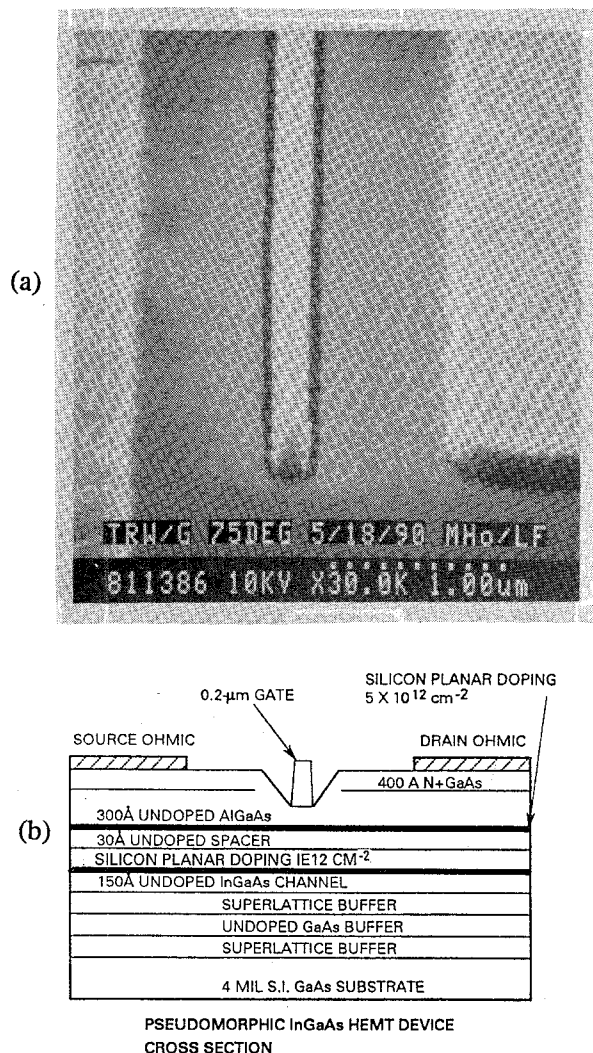 (a)
TRW/G 75DEG 5/18/90 MHo/LF
811386 10KV X30.0K 1.00um
SILICON PLANAR DOPING
5 X 10¹² cm⁻²
0.2-μm GATE
SOURCE OHMIC
DRAIN OHMIC
400 A N+GaAs
(b)
300Å UNDOPED AlGaAs
30Å UNDOPED SPACER
SILICON PLANAR DOPING IE12 CM⁻²
150Å UNDOPED InGaAs CHANNEL
SUPERLATTICE BUFFER
UNDOPED GaAs BUFFER
SUPERLATTICE BUFFER
4 MIL S.I. GaAs SUBSTRATE
PSEUDOMORPHIC InGaAs HEMT DEVICE
CROSS SECTION